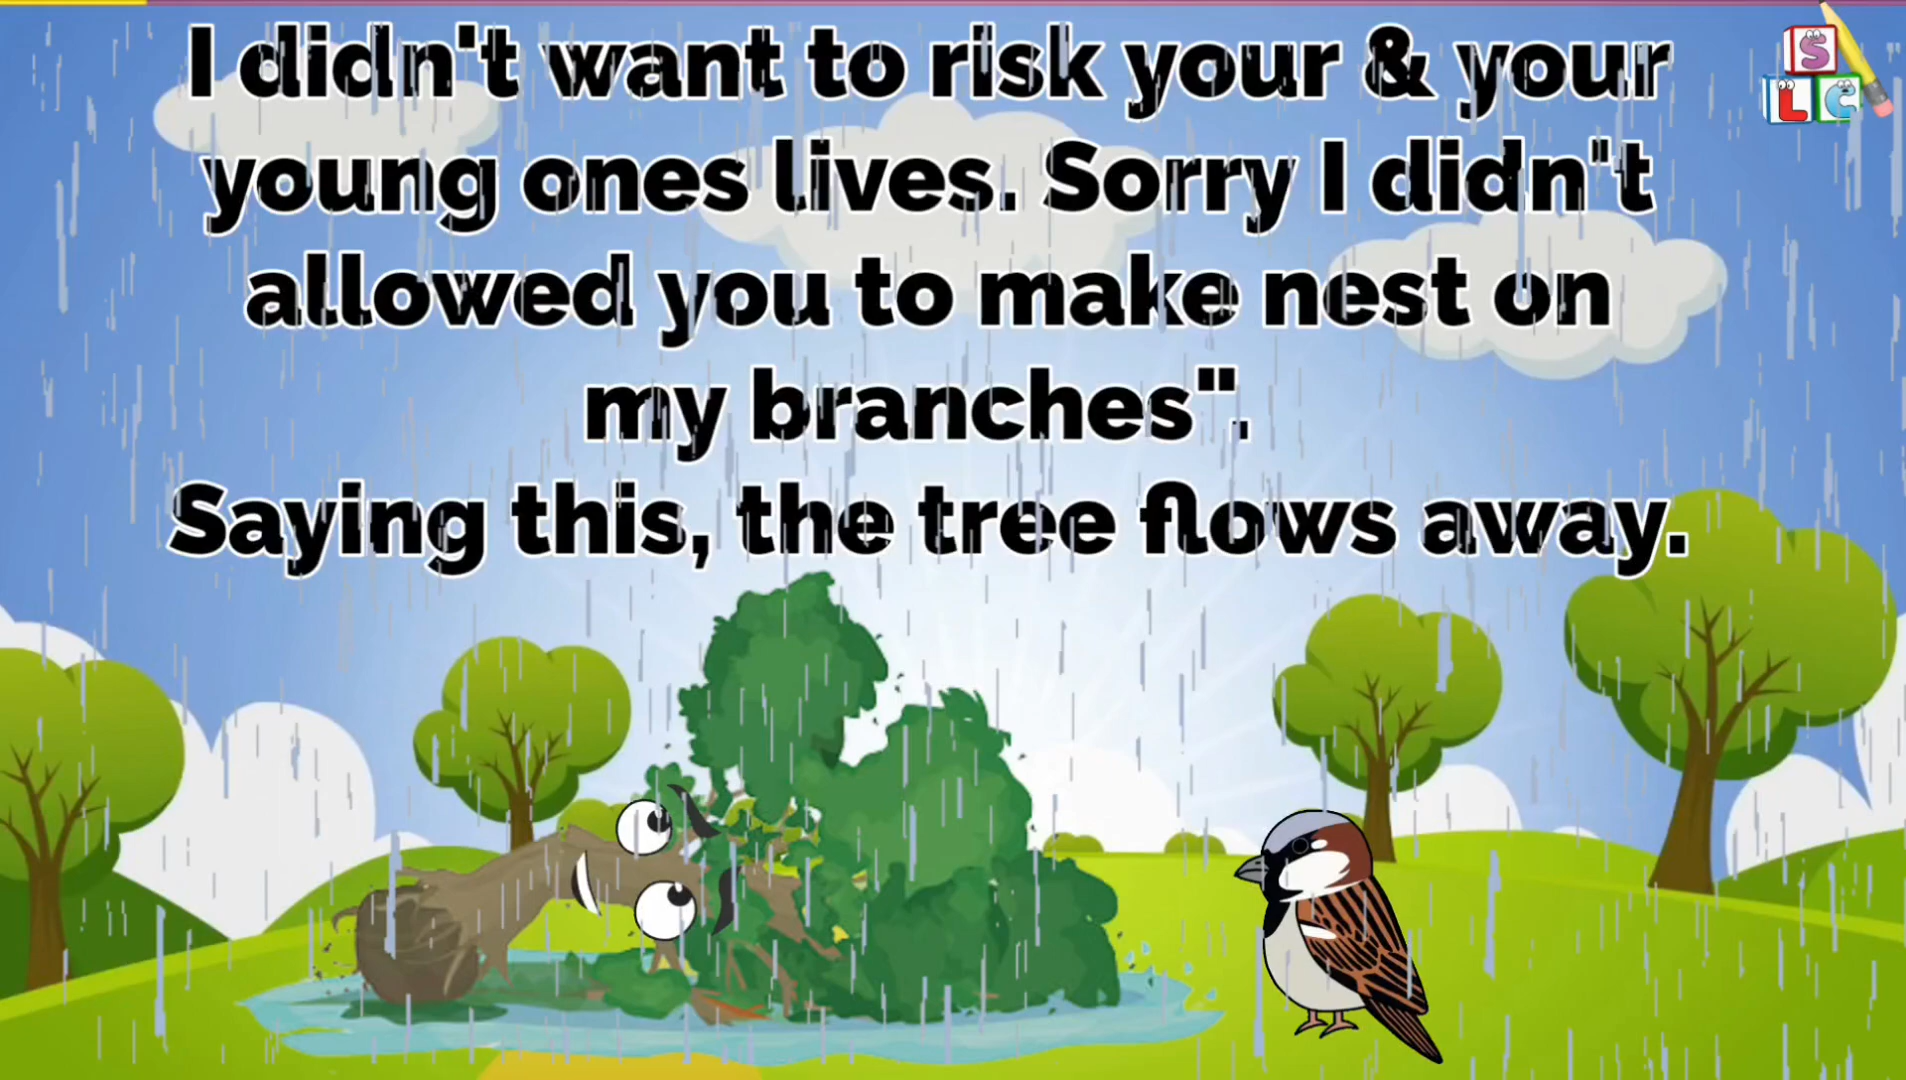 I didn't want to risk your & your
young ones lives. Sorry I didn't
allowed you to make nest on
my branches".
Saying this, the tree flows away.
S
L C